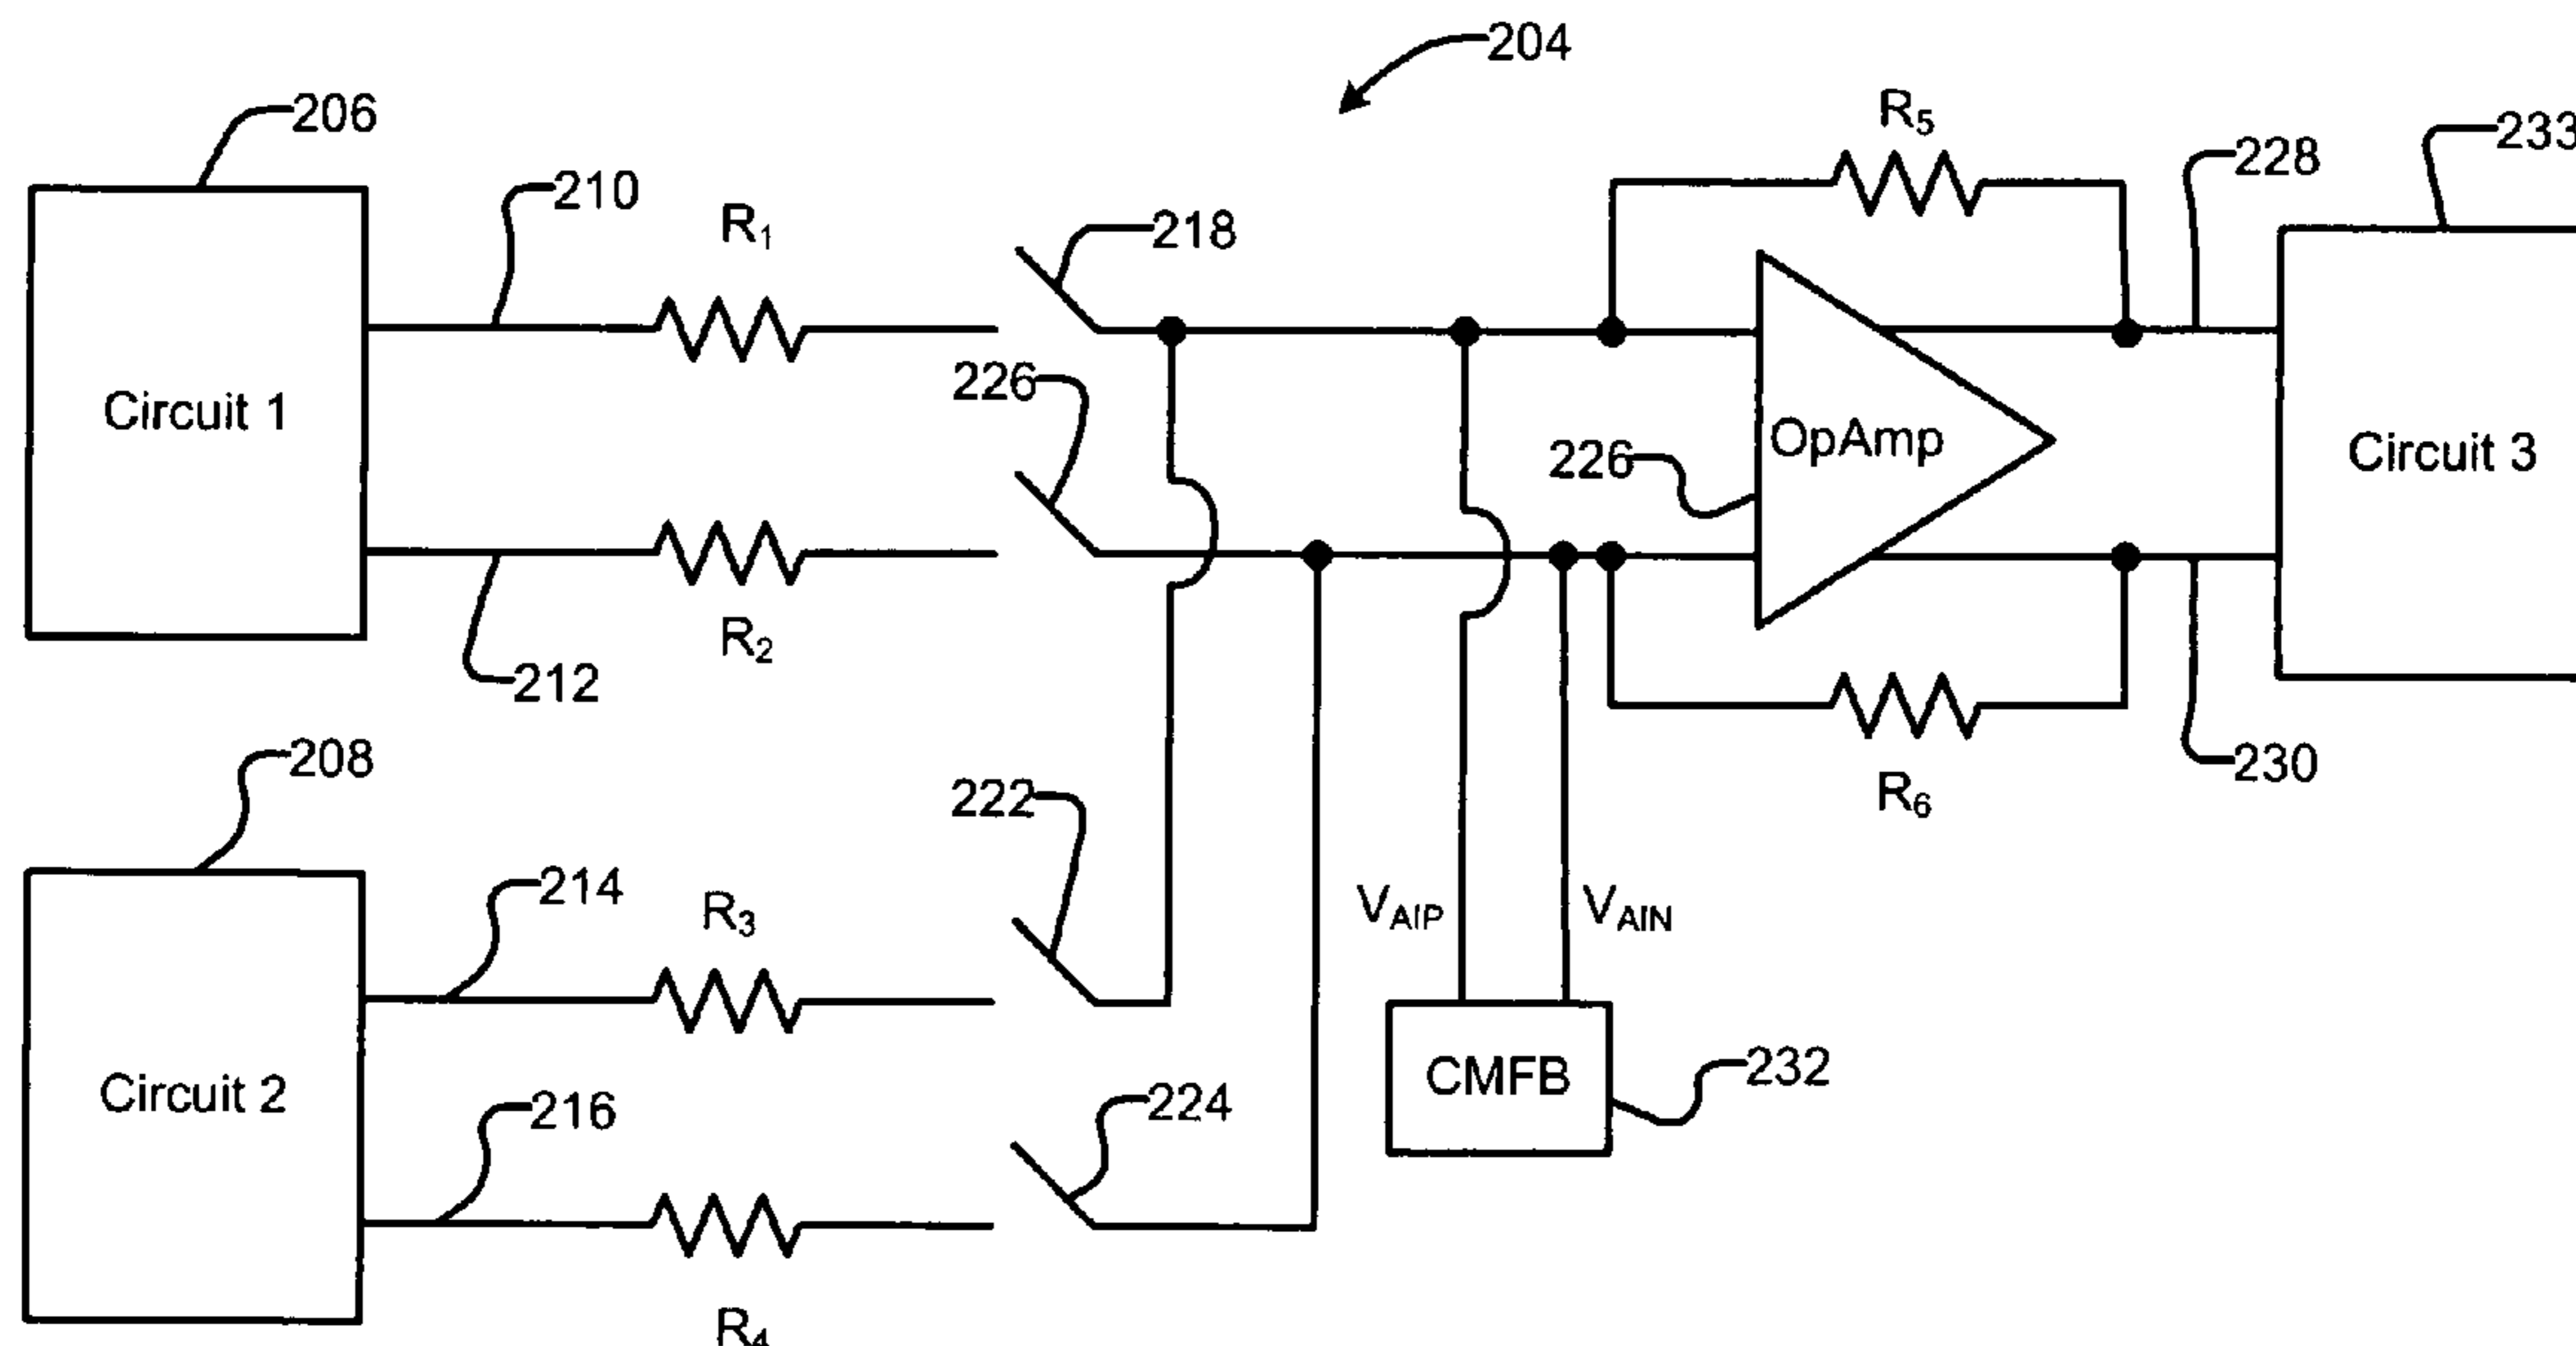 204
206
R5
233
210
228
R1
218
226
Circuit 1
OpAmp
226
Circuit 3
R2
212
208
230
222
R6
214
R3
VAIP
VAIN
CMFB
232
Circuit 2
216
224
R4